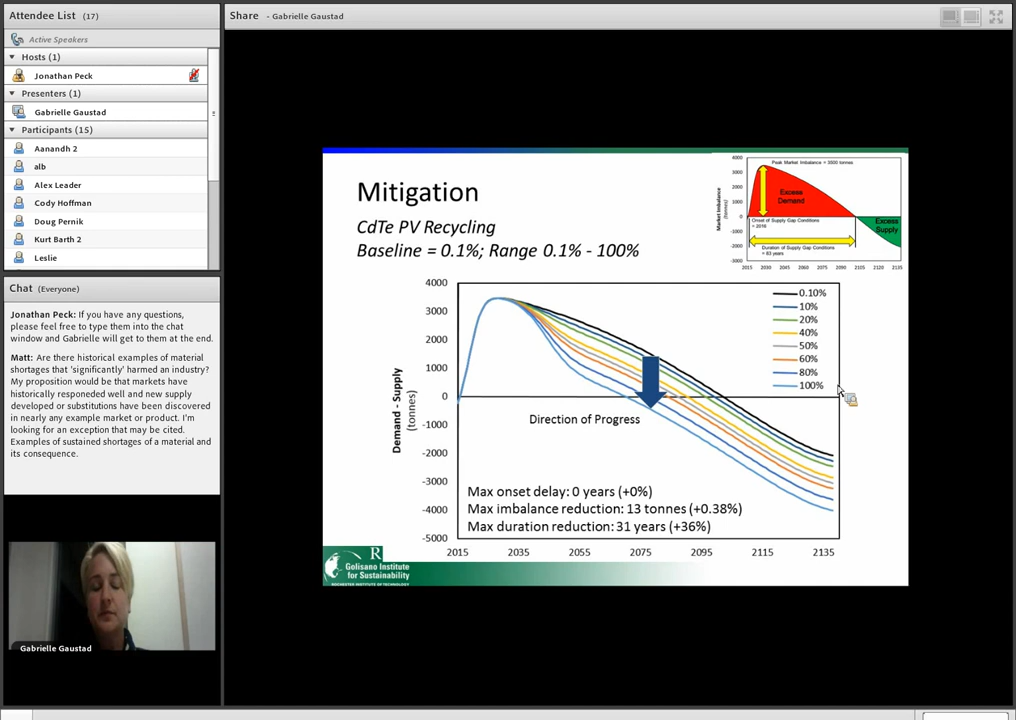 Attendee List (17)
Active Speakers
Hosts (1)
Jonathan Peck
Presenters (1)
Gabrielle Gaustad
Participants (15)
Aanandh 2
alb
Alex Leader
Cody Hoffman
Doug Pernik
Kurt Barth 2
Leslie
Chat (Everyone)
Jonathan Peck: If you have any questions,
please feel free to type them into the chat
window and Gabrielle will get to them at the end.
Matt: Are there historical examples of material
shortages that 'significantly' harmed an industry?
My proposition would be that markets have
historically responeded well and new supply
developed or substitutions have been discovered
in nearly any example market or product. I'm
looking for an exception that may be cited.
Examples of sustained shortages of a material and
its consequence.
Gabrielle Gaustad
Share - Gabrielle Gaustad
Mitigation
CdTe PV Recycling
Baseline = 0.1%; Range 0.1% - 100%
4000
3000
2000
1000
0
-1000
-2000
-3000
Market Imbalance
(tonnes)
Peak Market Imbalance = 3500 tonnes
Excess
Demand
Excess
Supply
Onset of Supply Gap Conditions
= 2016
Duration of Supply Gap Conditions
= 83 years
2015 2030 2045 2060 2075 2090 2105 2120 2135
4000
3000
2000
1000
0
-1000
-2000
-3000
-4000
-5000
Demand - Supply
(tonnes)
0.10%
10%
20%
40%
50%
60%
80%
100%
Direction of Progress
Max onset delay: 0 years (+0%)
Max imbalance reduction: 13 tonnes (+0.38%)
Max duration reduction: 31 years (+36%)
2015 2035 2055 2075 2095 2115 2135
R
Golisano Institute
for Sustainability
ROCHESTER INSTITUTE OF TECHNOLOGY